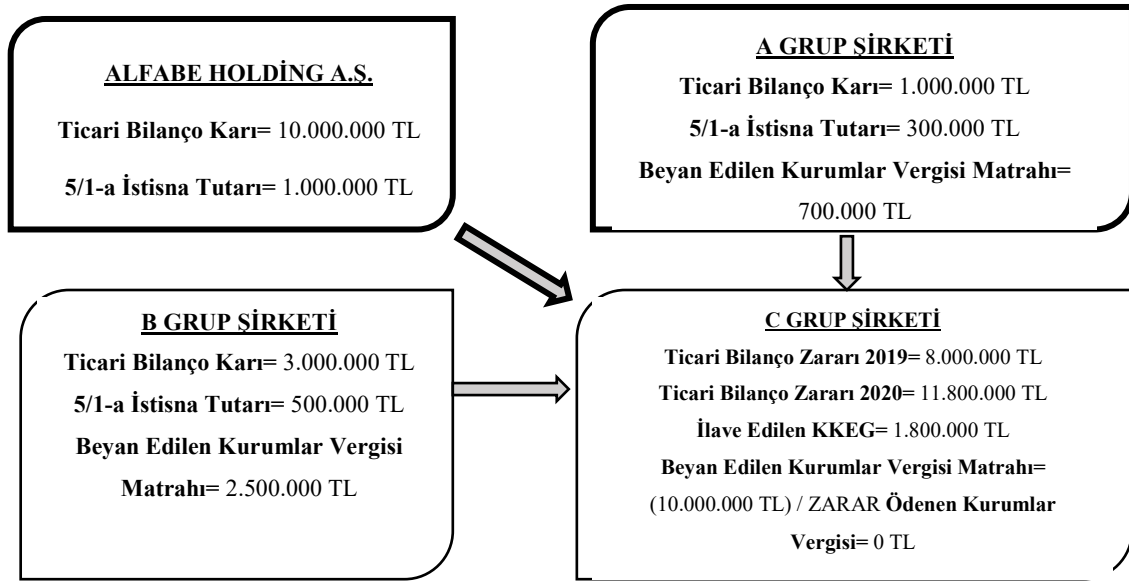 ALFABE HOLDİNG A.Ş.
Ticari Bilanço Karı= 10.000.000 TL
5/1-a İstisna Tutarı= 1.000.000 TL
A GRUP ŞİRKETİ
Ticari Bilanço Karı= 1.000.000 TL
5/1-a İstisna Tutarı= 300.000 TL
Beyan Edilen Kurumlar Vergisi Matrahı=
700.000 TL
B GRUP ŞİRKETİ
Ticari Bilanço Karı= 3.000.000 TL
5/1-a İstisna Tutarı= 500.000 TL
Beyan Edilen Kurumlar Vergisi
Matrahı= 2.500.000 TL
C GRUP ŞİRKETİ
Ticari Bilanço Zararı 2019= 8.000.000 TL
Ticari Bilanço Zararı 2020= 11.800.000 TL
İlave Edilen KKEG= 1.800.000 TL
Beyan Edilen Kurumlar Vergisi Matrahı=
(10.000.000 TL) / ZARAR Ödenen Kurumlar
Vergisi= 0 TL